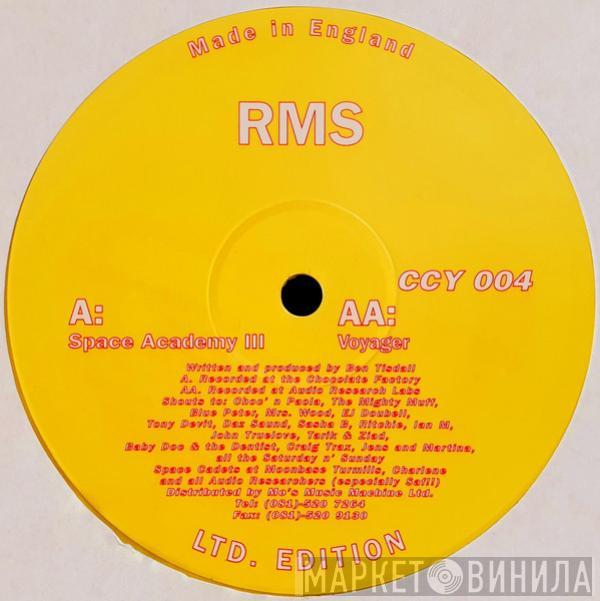 Made in England
RMS
CCY 004
A:
Space Academy III
AA:
Voyager
Written and produced by Ben Tisdall
A. Recorded at the Chocolate Factory
AA. Recorded at Audio Research Labs
Shouts to: Choc' n Paola, The Mighty Muff,
Blue Peter, Mrs. Wood, EJ Doubell,
Tony Devit, Dax Saund, Sasha B, Ritchie, Ian M,
John Truelove, Tarik & Ziad,
Baby Doc & the Dentist, Craig Trax, Jens and Martina,
all the Saturday n' Sunday
Space Cadets at Moonbase Turmills, Charlene
and all Audio Researchers (especially Saf!!)
Distributed by Mo's Music Machine Ltd.
Tel: (081)-520 7264
Fax: (081)-520 9130
LTD. EDITION
МАРКЕТ ВИНИЛА